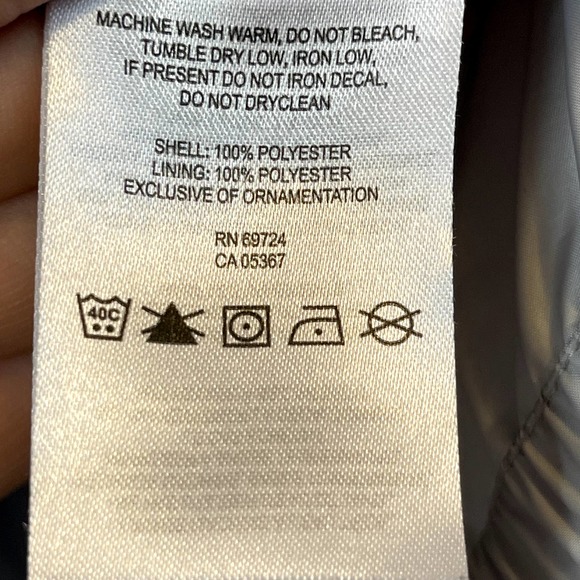 MACHINE WASH WARM, DO NOT BLEACH,
TUMBLE DRY LOW, IRON LOW,
IF PRESENT DO NOT IRON DECAL,
DO NOT DRYCLEAN
SHELL: 100% POLYESTER
LINING: 100% POLYESTER
EXCLUSIVE OF ORNAMENTATION
RN 69724
CA 05367
40C